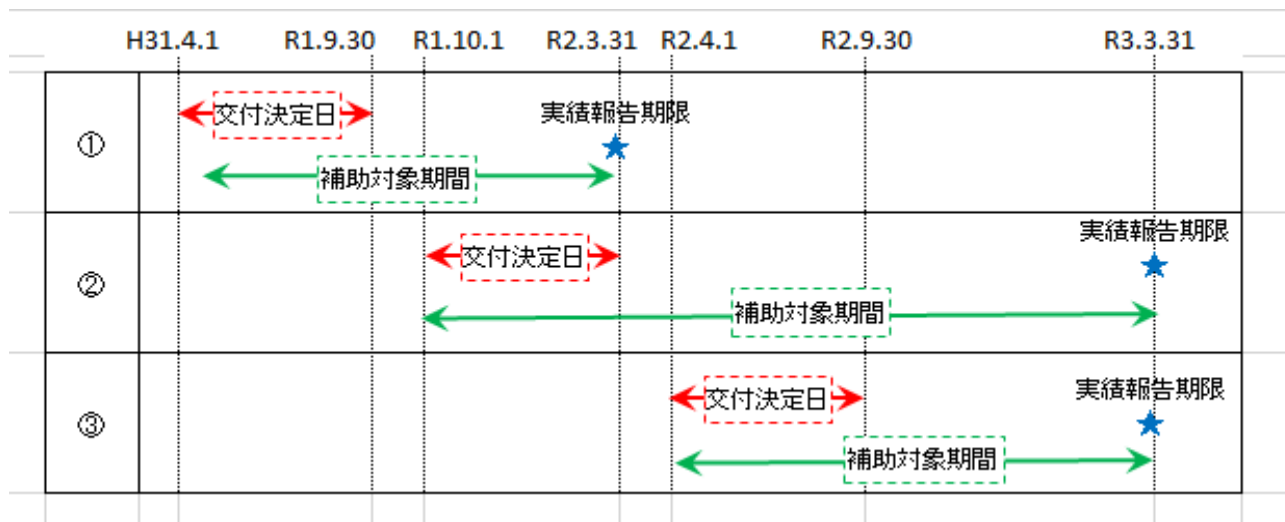 H31.4.1 R1.9.30 R1.10.1 R2.3.31 R2.4.1 R2.9.30 R3.3.31
① 交付決定日 実績報告期限
補助対象期間
② 交付決定日 実績報告期限
補助対象期間
③ 交付決定日 実績報告期限
補助対象期間